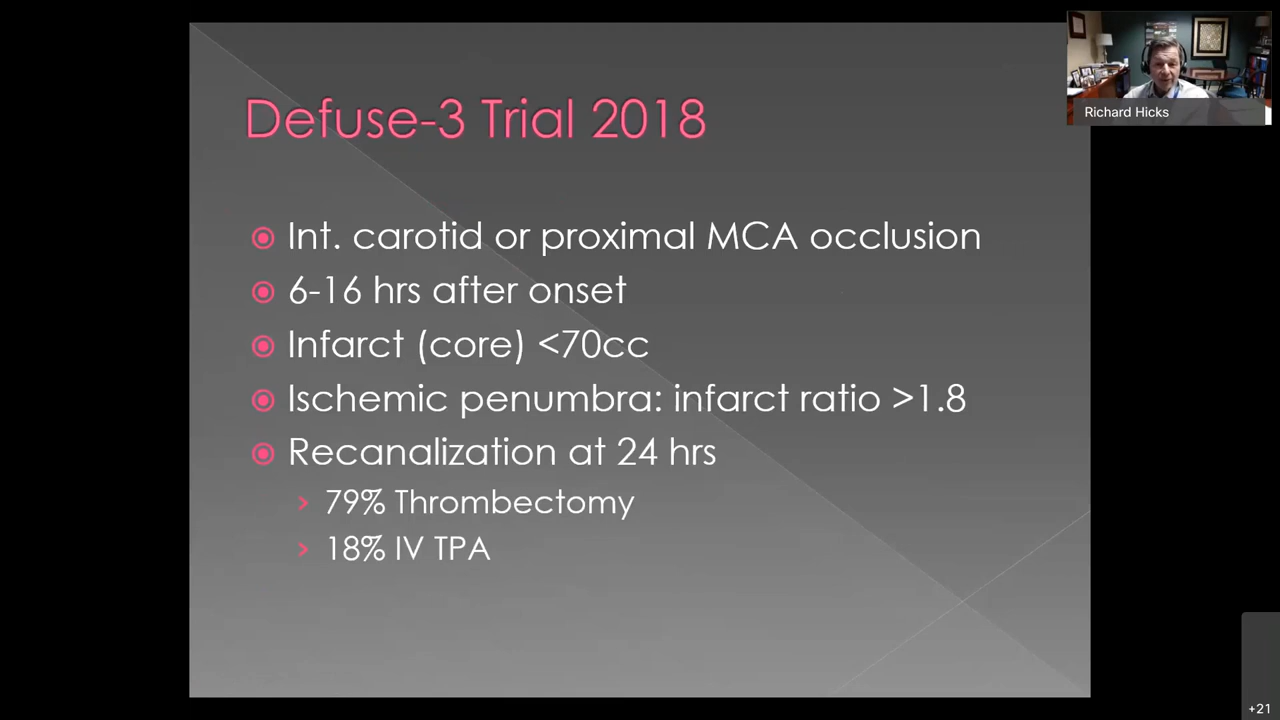 Defuse-3 Trial 2018
Int. carotid or proximal MCA occlusion
6-16 hrs after onset
Infarct (core) <70cc
Ischemic penumbra: infarct ratio >1.8
Recanalization at 24 hrs
79% Thrombectomy
18% IV TPA
Richard Hicks
+21